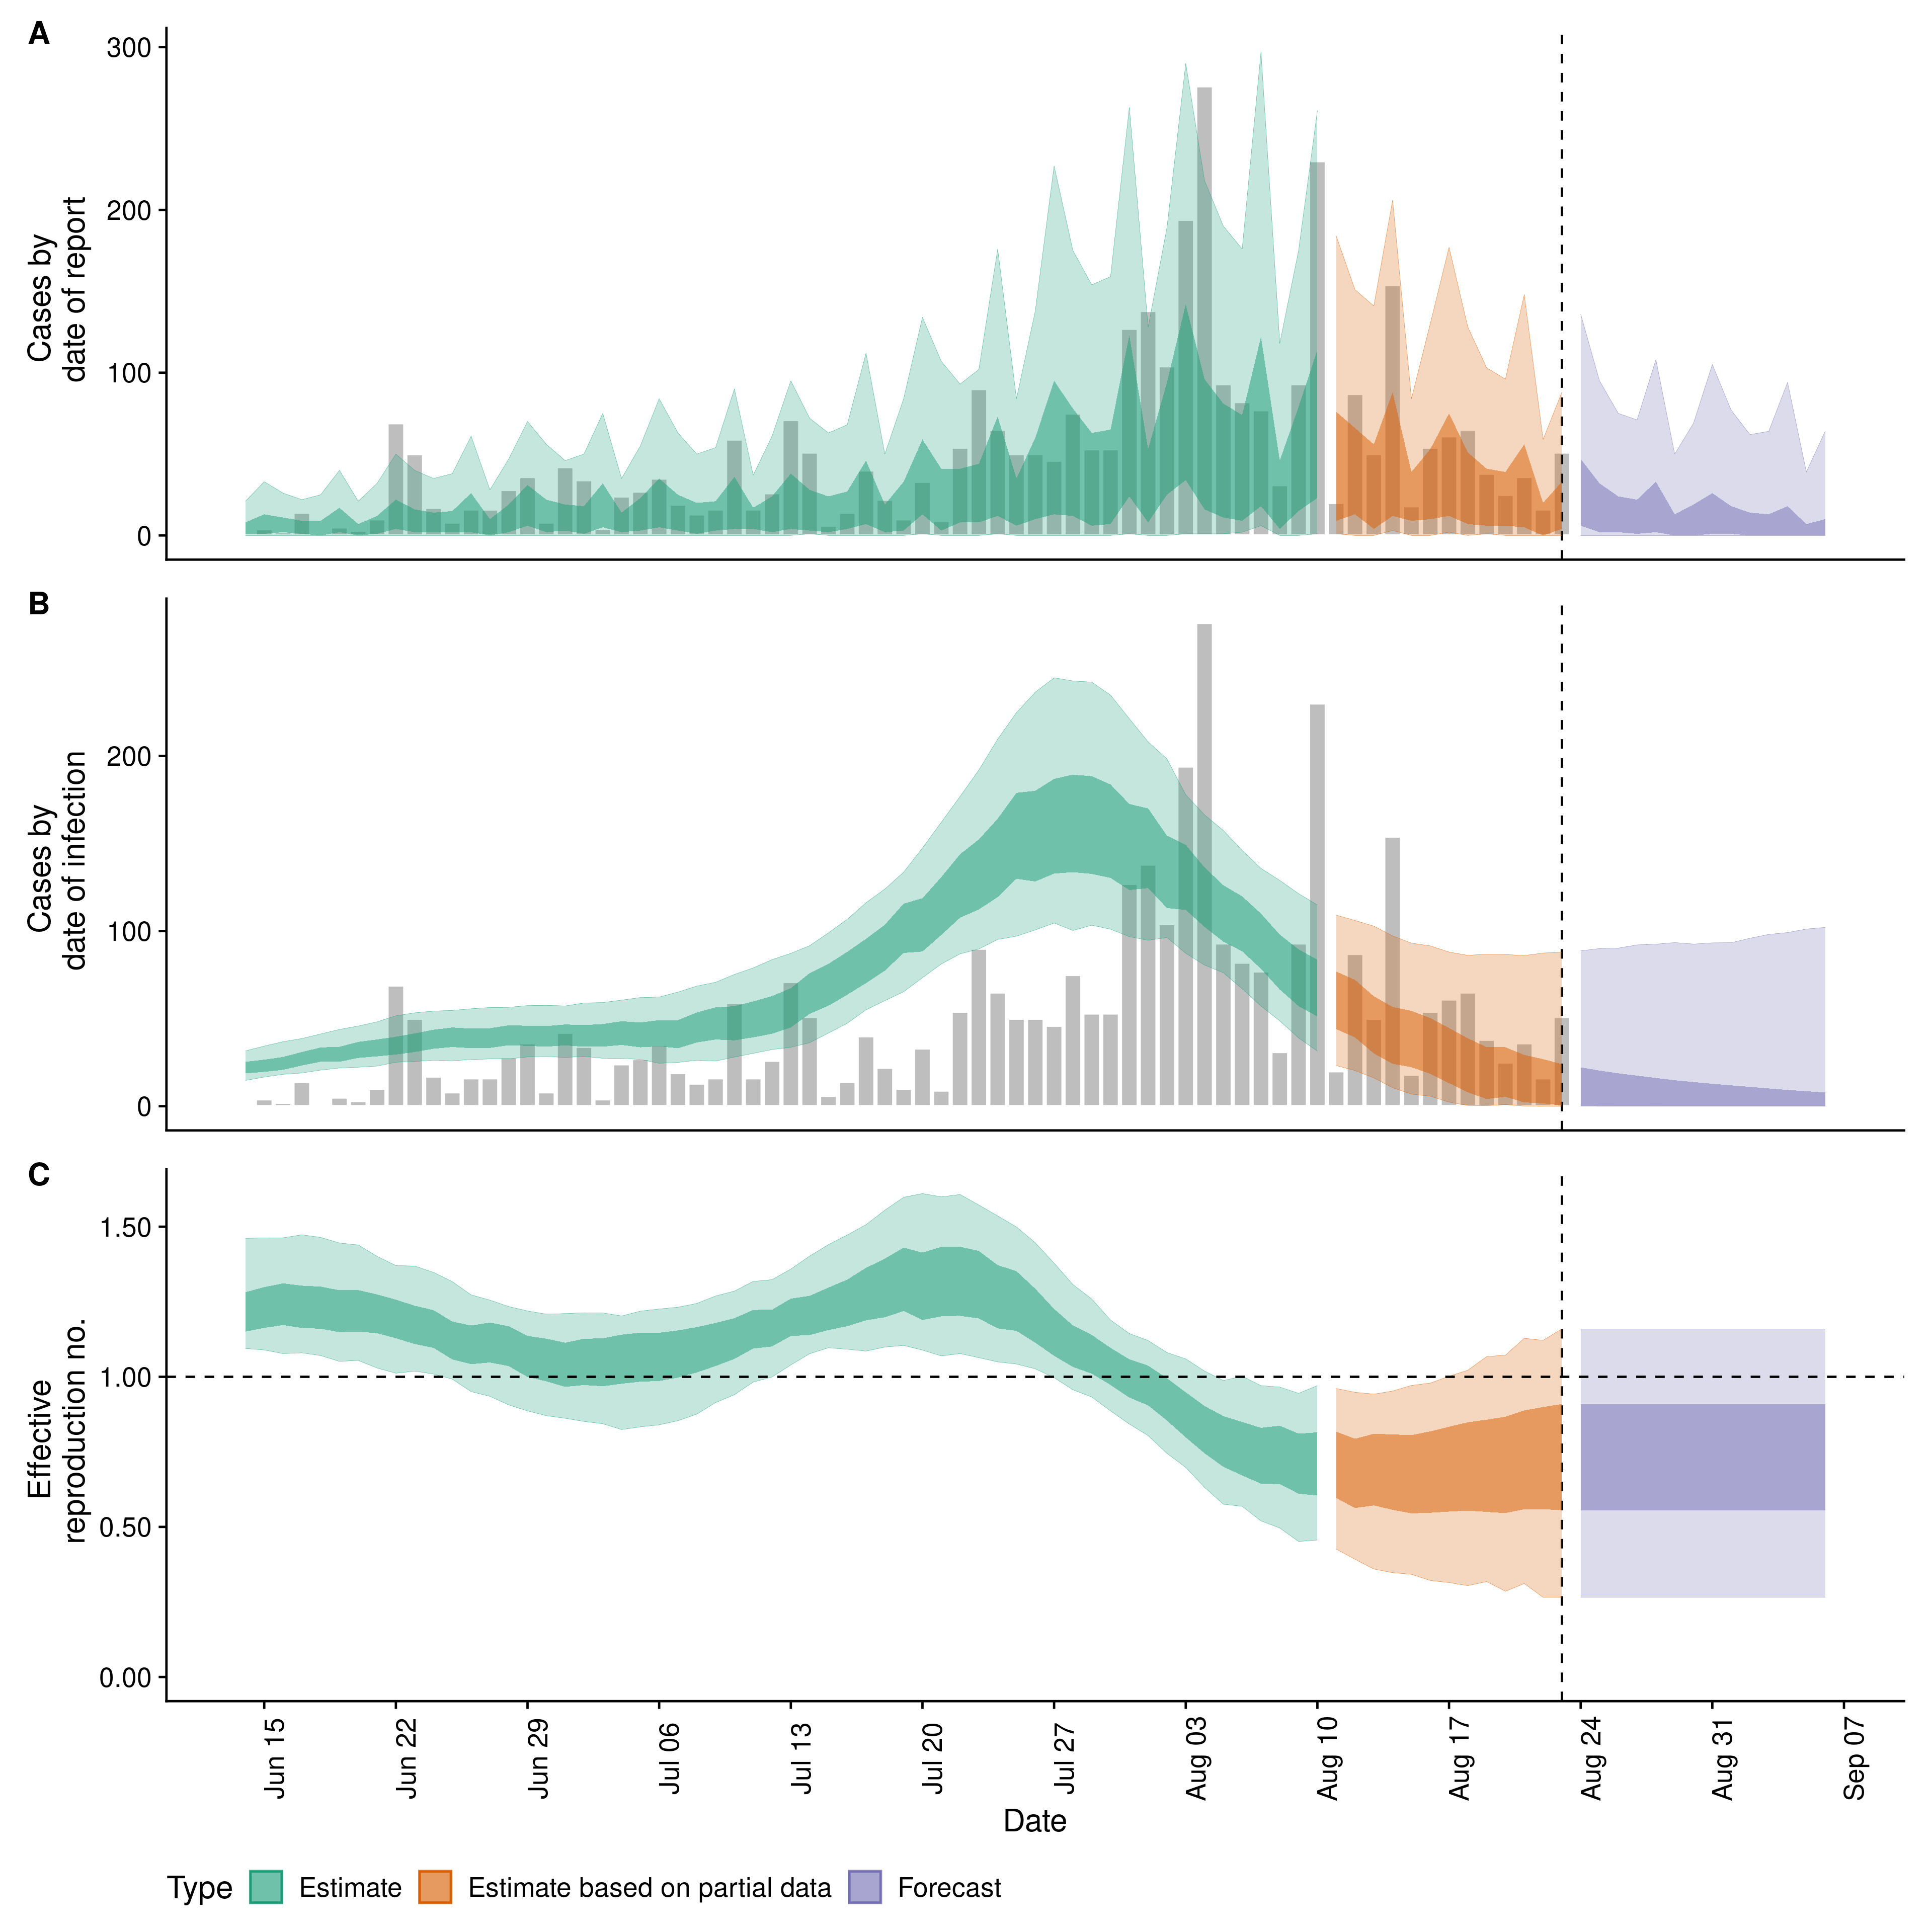 A
Cases by
date of report
300
200
100
0
B
Cases by
date of infection
200
100
0
C
Effective
reproduction no.
1.50
1.00
0.50
0.00
Jun 15
Jun 22
Jun 29
Jul 06
Jul 13
Jul 20
Jul 27
Aug 03
Aug 10
Aug 17
Aug 24
Aug 31
Sep 07
Date
Type
Estimate
Estimate based on partial data
Forecast